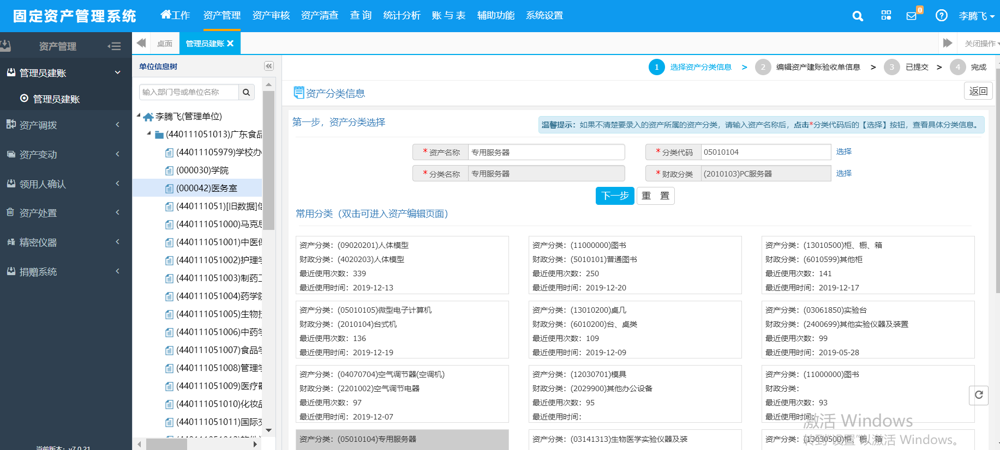 固定资产管理系统
工作 资产管理 资产审核 资产清查 查 询 统计分析 账 与 表 辅助功能 系统设置
0
李腾飞
资产管理
桌面
管理员建账
关闭操作
管理员建账
管理员建账
资产调拨
资产变动
领用人确认
资产处置
精密仪器
捐赠系统
当前版本：v7.0.21
单位信息树
输入部门号或单位名称
李腾飞(管理单位)
(440111051013)广东食品
(44011105979)学校办
(000030)学院
(000042)医务室
(440111051)[旧数据]信
(440111051000)马克思
(440111051001)中医保
(440111051002)护理学
(440111051003)制药工
(440111051004)药学院
(440111051005)生物技
(440111051006)中药学
(440111051007)食品学
(440111051008)管理学
(440111051009)医疗器
(440111051010)化妆品
(440111051011)国际交
1 选择资产分类信息 > 2 编辑资产建账验收单信息 > 3 已提交 > 4 完成
资产分类信息
返回
第一步，资产分类选择
温馨提示：如果不清楚要录入的资产所属的资产分类，请输入资产名称后，点击*分类代码后的【选择】按钮，查看具体分类信息。
*资产名称 专用服务器 *分类代码 05010104 选择
*分类名称 专用服务器 *财政分类 (2010103)PC服务器 选择
下一步 重 置
常用分类（双击可进入资产编辑页面）
资产分类：(09020201)人体模型
财政分类：(4020203)人体模型
最近使用次数：339
最近使用时间：2019-12-13
资产分类：(11000000)图书
财政分类：(5010101)普通图书
最近使用次数：250
最近使用时间：2019-12-20
资产分类：(13010500)柜、橱、箱
财政分类：(6010599)其他柜
最近使用次数：141
最近使用时间：2019-12-17
资产分类：(05010105)微型电子计算机
财政分类：(2010104)台式机
最近使用次数：136
最近使用时间：2019-12-19
资产分类：(13010200)桌几
财政分类：(6010200)台、桌类
最近使用次数：109
最近使用时间：2019-12-09
资产分类：(03061850)实验台
财政分类：(2400699)其他实验仪器及装置
最近使用次数：99
最近使用时间：2019-05-28
资产分类：(04070704)空气调节器(空调机)
财政分类：(2201002)空气调节电器
最近使用次数：97
最近使用时间：2019-12-07
资产分类：(12030701)模具
财政分类：(2029900)其他办公设备
最近使用次数：95
最近使用时间：
资产分类：(11000000)图书
财政分类：
最近使用次数：93
最近使用时间：
资产分类：(05010104)专用服务器
资产分类：(03141313)生物医学实验仪器及装
资产分类：(13030500)柜、橱、箱
激活 Windows
转到"设置"以激活 Windows。